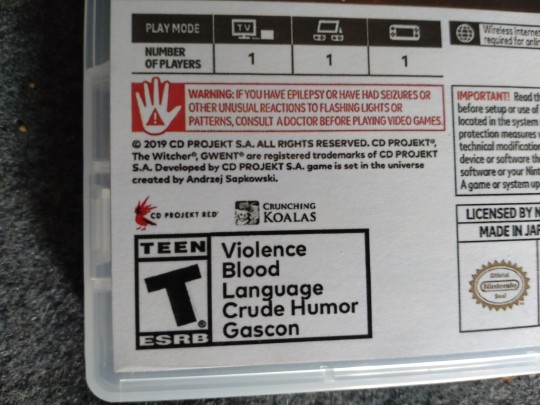 PLAY MODE
TV
NUMBER OF PLAYERS
1
1
1
Wireless Internet
required for onlin
WARNING: IF YOU HAVE EPILEPSY OR HAVE HAD SEIZURES OR
OTHER UNUSUAL REACTIONS TO FLASHING LIGHTS OR
PATTERNS, CONSULT A DOCTOR BEFORE PLAYING VIDEO GAMES.
© 2019 CD PROJEKT S.A. ALL RIGHTS RESERVED. CD PROJEKT®,
The Witcher®, GWENT® are registered trademarks of CD PROJEKT
S.A. Developed by CD PROJEKT S.A. game is set in the universe
created by Andrzej Sapkowski.
IMPORTANT! Read th
before setup or use of
located in the system
protection measures
technical modification
device or software th
software or your Nint
A game or system up
CD PROJEKT RED®
CRUNCHING
KOALAS
LICENSED BY N
MADE IN JAP
TEEN
T
ESRB
Violence
Blood
Language
Crude Humor
Gascon
Official
Nintendo
Seal